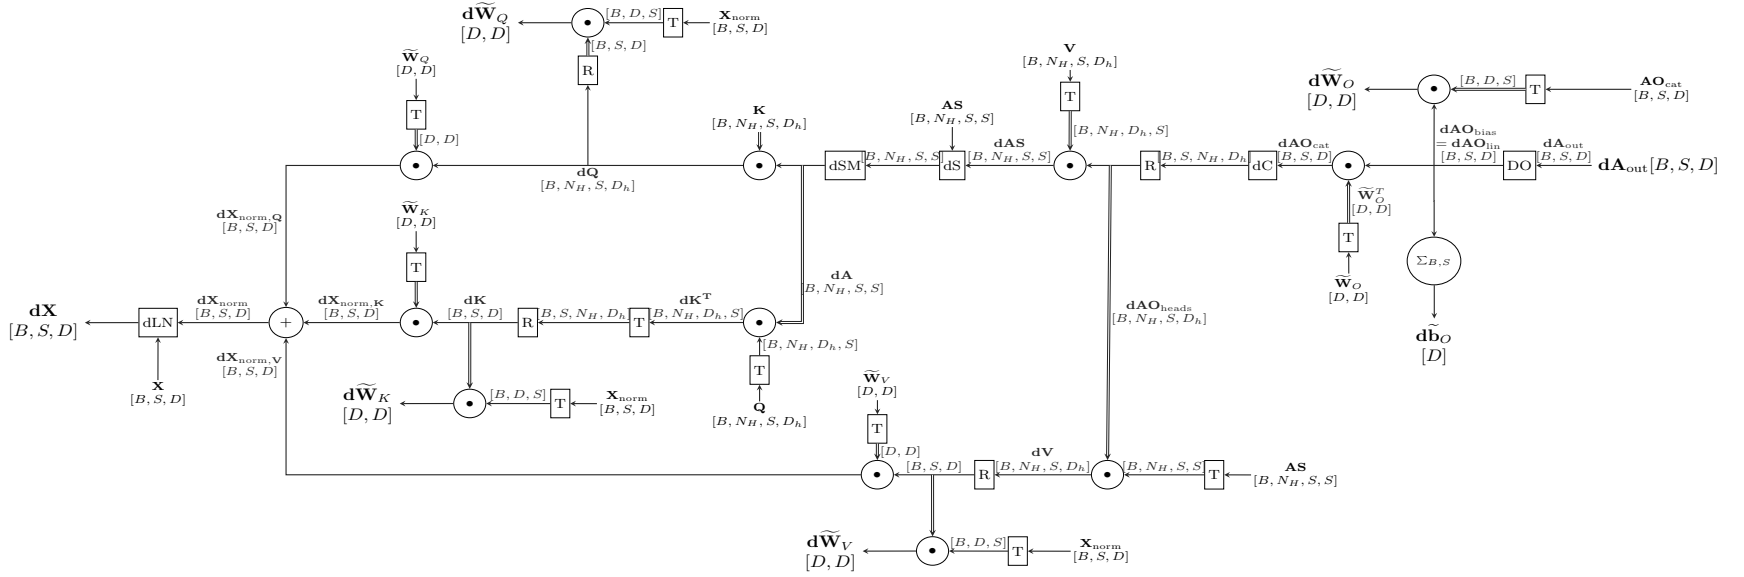 dW̃_Q
[D, D]
[B, D, S]
T
X_norm
[B, S, D]
[B, S, D]
R
W̃_Q
[D, D]
T
[D, D]
V
[B, N_H, S, D_h]
T
[B, N_H, D_h, S]
K
[B, N_H, S, D_h]
AS
[B, N_H, S, S]
dW̃_O
[D, D]
[B, D, S]
T
AO_cat
[B, S, D]
dQ
[B, N_H, S, D_h]
dSM
[B, N_H, S, S]
dS
dAS
[B, N_H, S, S]
R
[B, S, N_H, D_h]
dC
dAO_cat
[B, S, D]
dAO_bias
= dAO_lin
[B, S, D]
DO
dA_out
[B, S, D]
dA_out[B, S, D]
W̃_O^T
[D, D]
T
W̃_O
[D, D]
Σ_{B,S}
db̃_O
[D]
dX_norm,Q
[B, S, D]
W̃_K
[D, D]
T
dA
[B, N_H, S, S]
dAO_heads
[B, N_H, S, D_h]
dX
[B, S, D]
dLN
dX_norm
[B, S, D]
+
dX_norm,K
[B, S, D]
dK
[B, S, D]
R
[B, S, N_H, D_h]
T
dK^T
[B, N_H, D_h, S]
[B, N_H, D_h, S]
T
Q
[B, N_H, S, D_h]
X
[B, S, D]
dX_norm,V
[B, S, D]
dW̃_K
[D, D]
[B, D, S]
T
X_norm
[B, S, D]
W̃_V
[D, D]
T
[D, D]
[B, S, D]
R
dV
[B, N_H, S, D_h]
[B, N_H, S, S]
T
AS
[B, N_H, S, S]
dW̃_V
[D, D]
[B, D, S]
T
X_norm
[B, S, D]